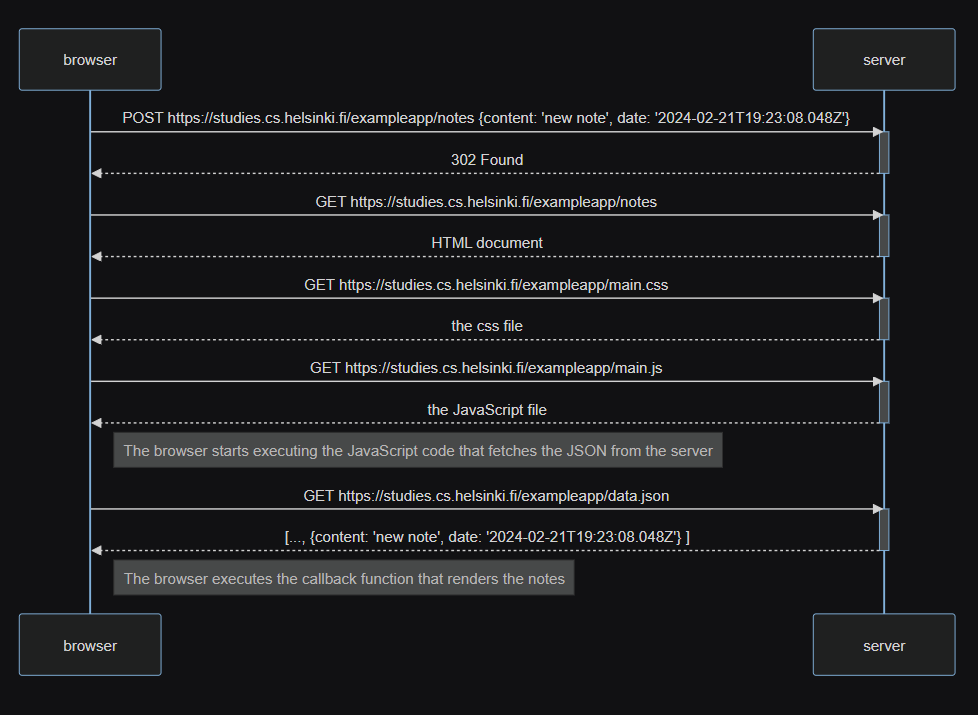 browser
server
POST https://studies.cs.helsinki.fi/exampleapp/notes {content: 'new note', date: '2024-02-21T19:23:08.048Z'}
302 Found
GET https://studies.cs.helsinki.fi/exampleapp/notes
HTML document
GET https://studies.cs.helsinki.fi/exampleapp/main.css
the css file
GET https://studies.cs.helsinki.fi/exampleapp/main.js
the JavaScript file
The browser starts executing the JavaScript code that fetches the JSON from the server
GET https://studies.cs.helsinki.fi/exampleapp/data.json
[..., {content: 'new note', date: '2024-02-21T19:23:08.048Z'} ]
The browser executes the callback function that renders the notes
browser
server